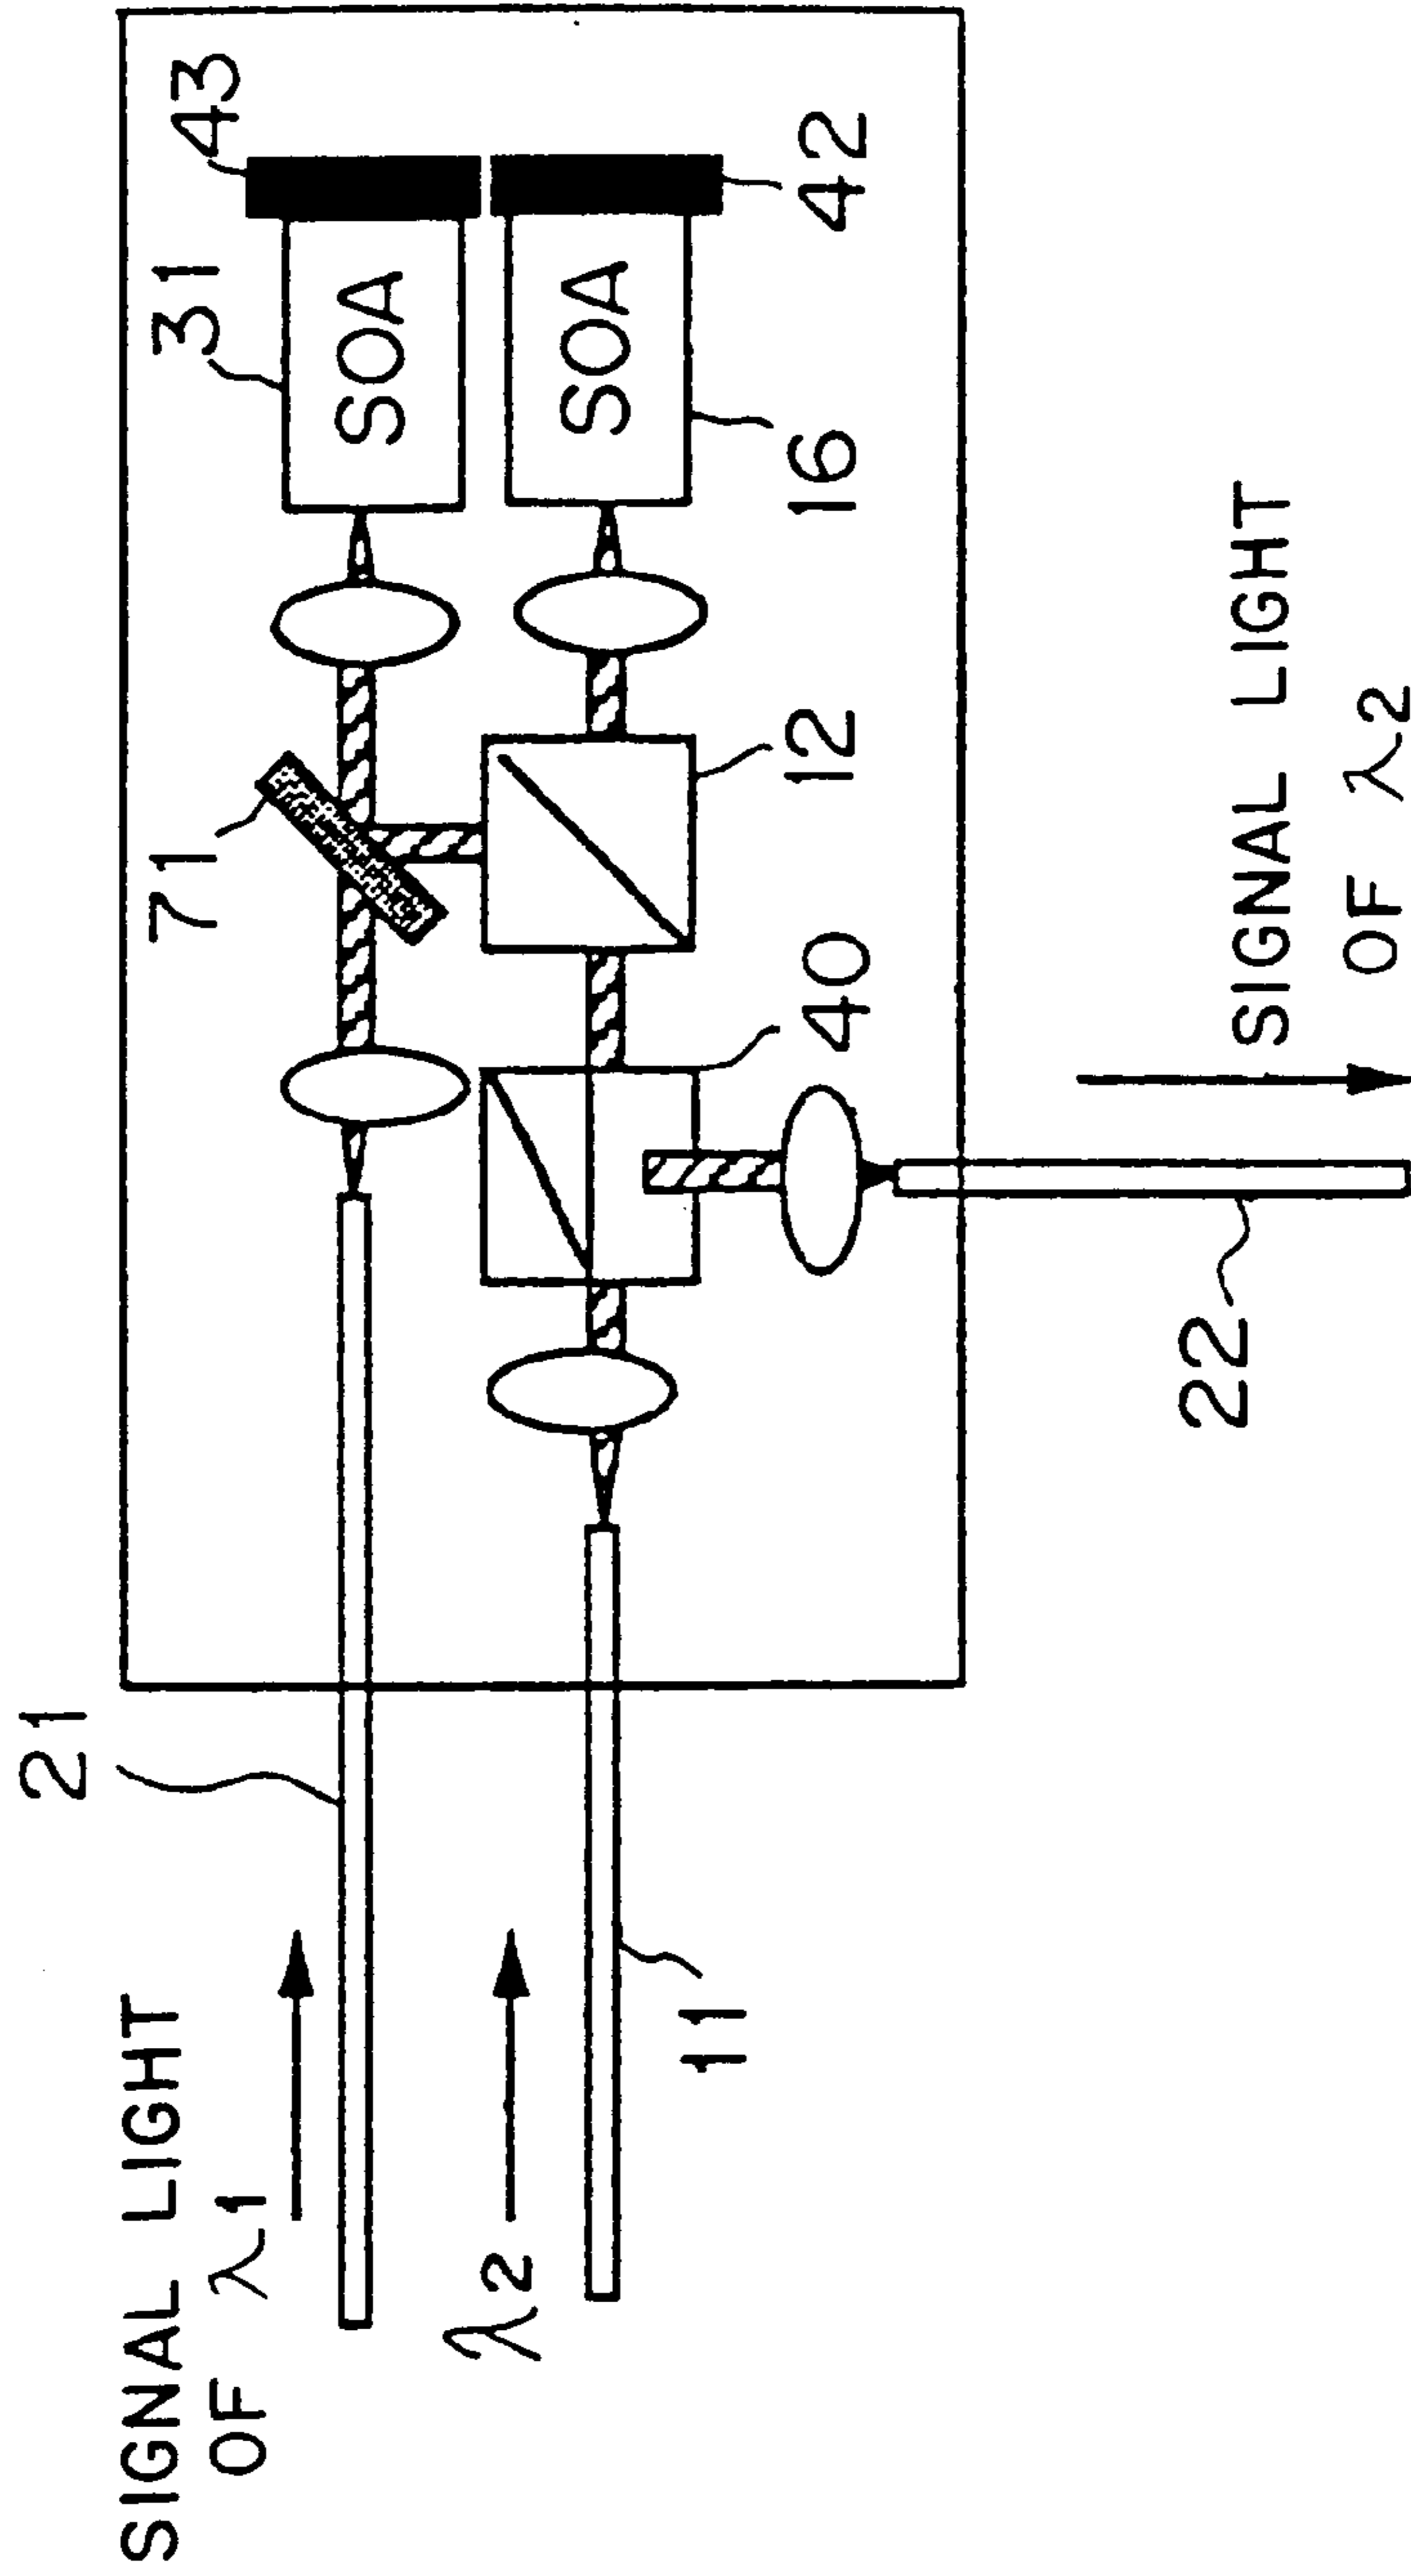 43
31
SOA
SOA
42
16
71
12
40
21
SIGNAL LIGHT
OF λ1
λ2
11
22
SIGNAL LIGHT
OF λ2